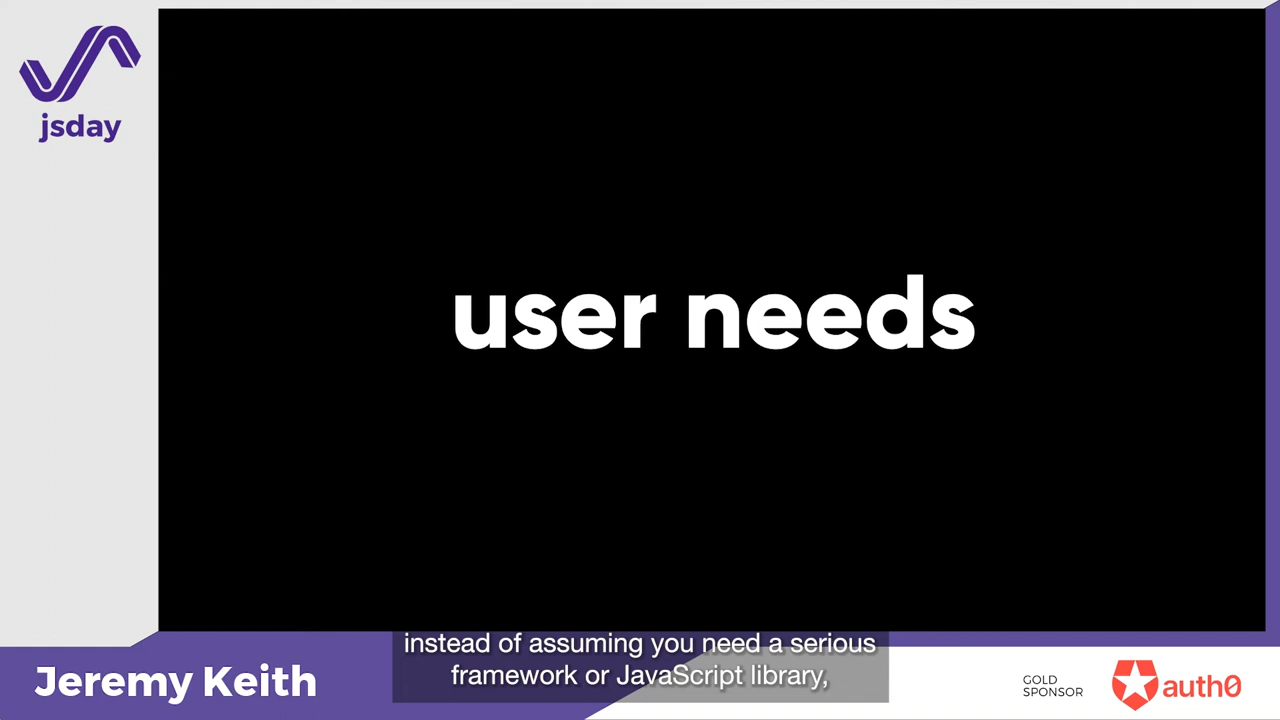 jsday
user needs
instead of assuming you need a serious
framework or JavaScript library,
Jeremy Keith
GOLD
SPONSOR
auth0